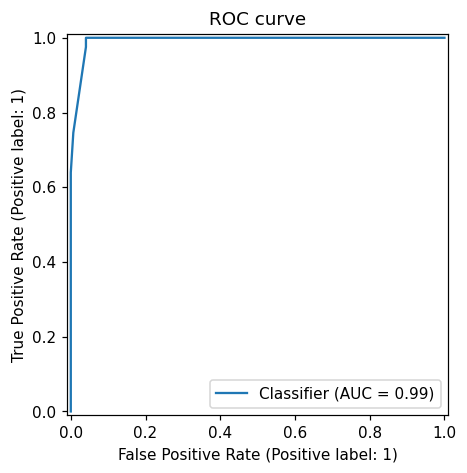 ROC curve
True Positive Rate (Positive label: 1)
1.0
0.8
0.6
0.4
0.2
0.0
Classifier (AUC = 0.99)
0.0 0.2 0.4 0.6 0.8 1.0
False Positive Rate (Positive label: 1)